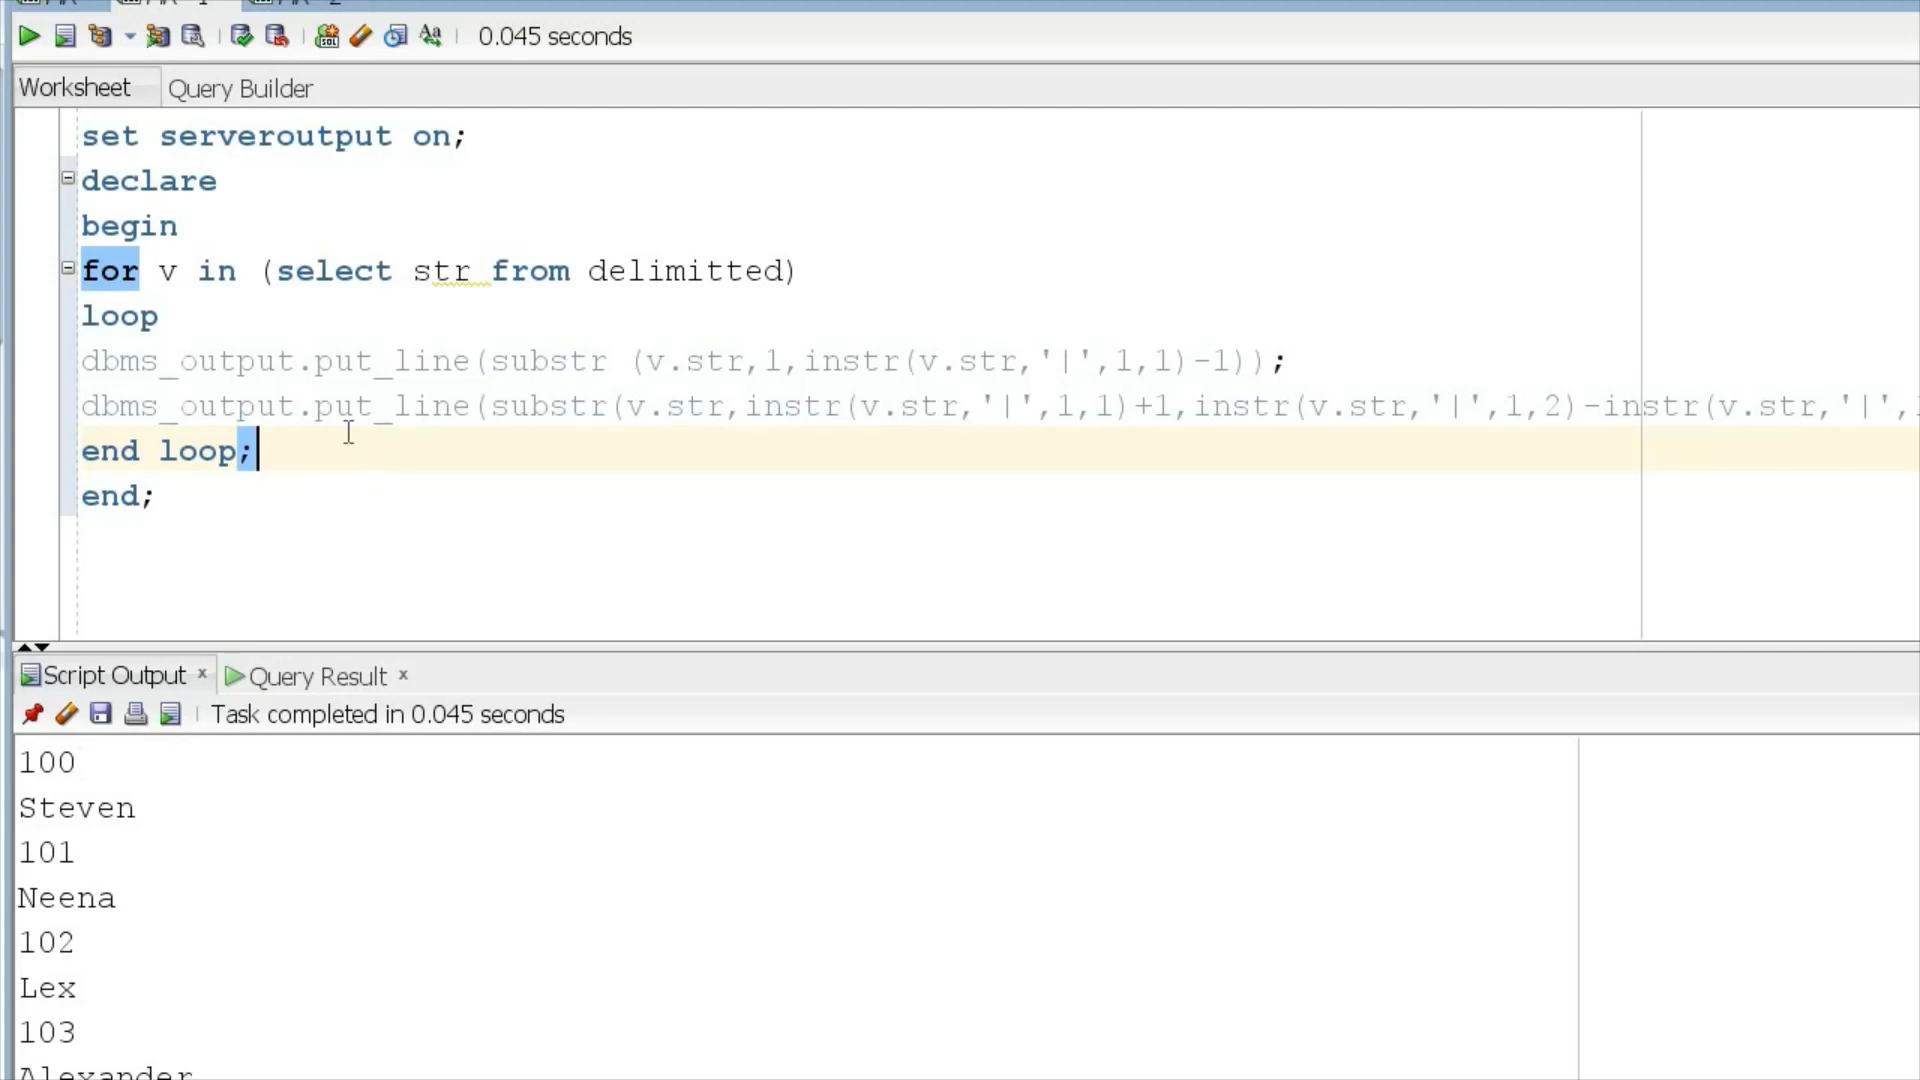 0.045 seconds
Worksheet Query Builder
set serveroutput on;
declare
begin
for v in (select str from delimitted)
loop
dbms_output.put_line(substr (v.str,1,instr(v.str,'|',1,1)-1));
dbms_output.put_line(substr(v.str,instr(v.str,'|',1,1)+1,instr(v.str,'|',1,2)-instr(v.str,'|',
end loop;
end;
Script Output x Query Result x
Task completed in 0.045 seconds
100
Steven
101
Neena
102
Lex
103
Alexander